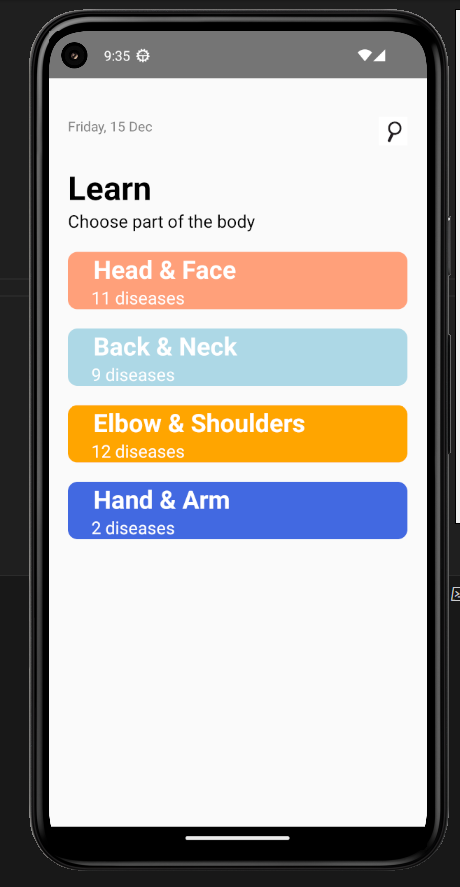 9:35
Friday, 15 Dec
Learn
Choose part of the body
Head & Face
11 diseases
Back & Neck
9 diseases
Elbow & Shoulders
12 diseases
Hand & Arm
2 diseases